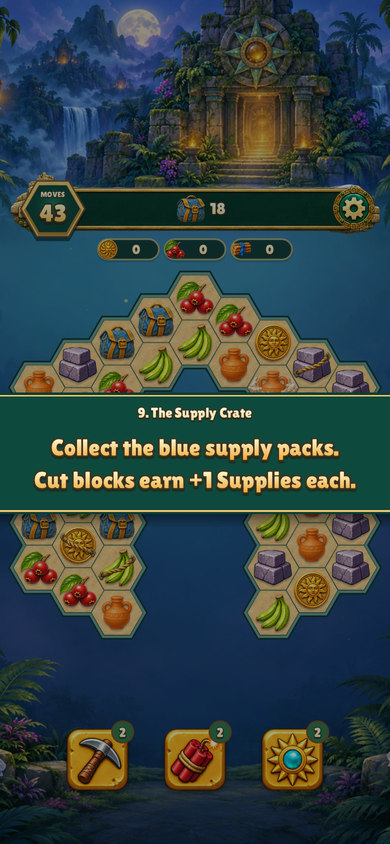 MOVES
43
18
0
0
0
9. The Supply Crate
Collect the blue supply packs.
Cut blocks earn +1 Supplies each.
2
2
2